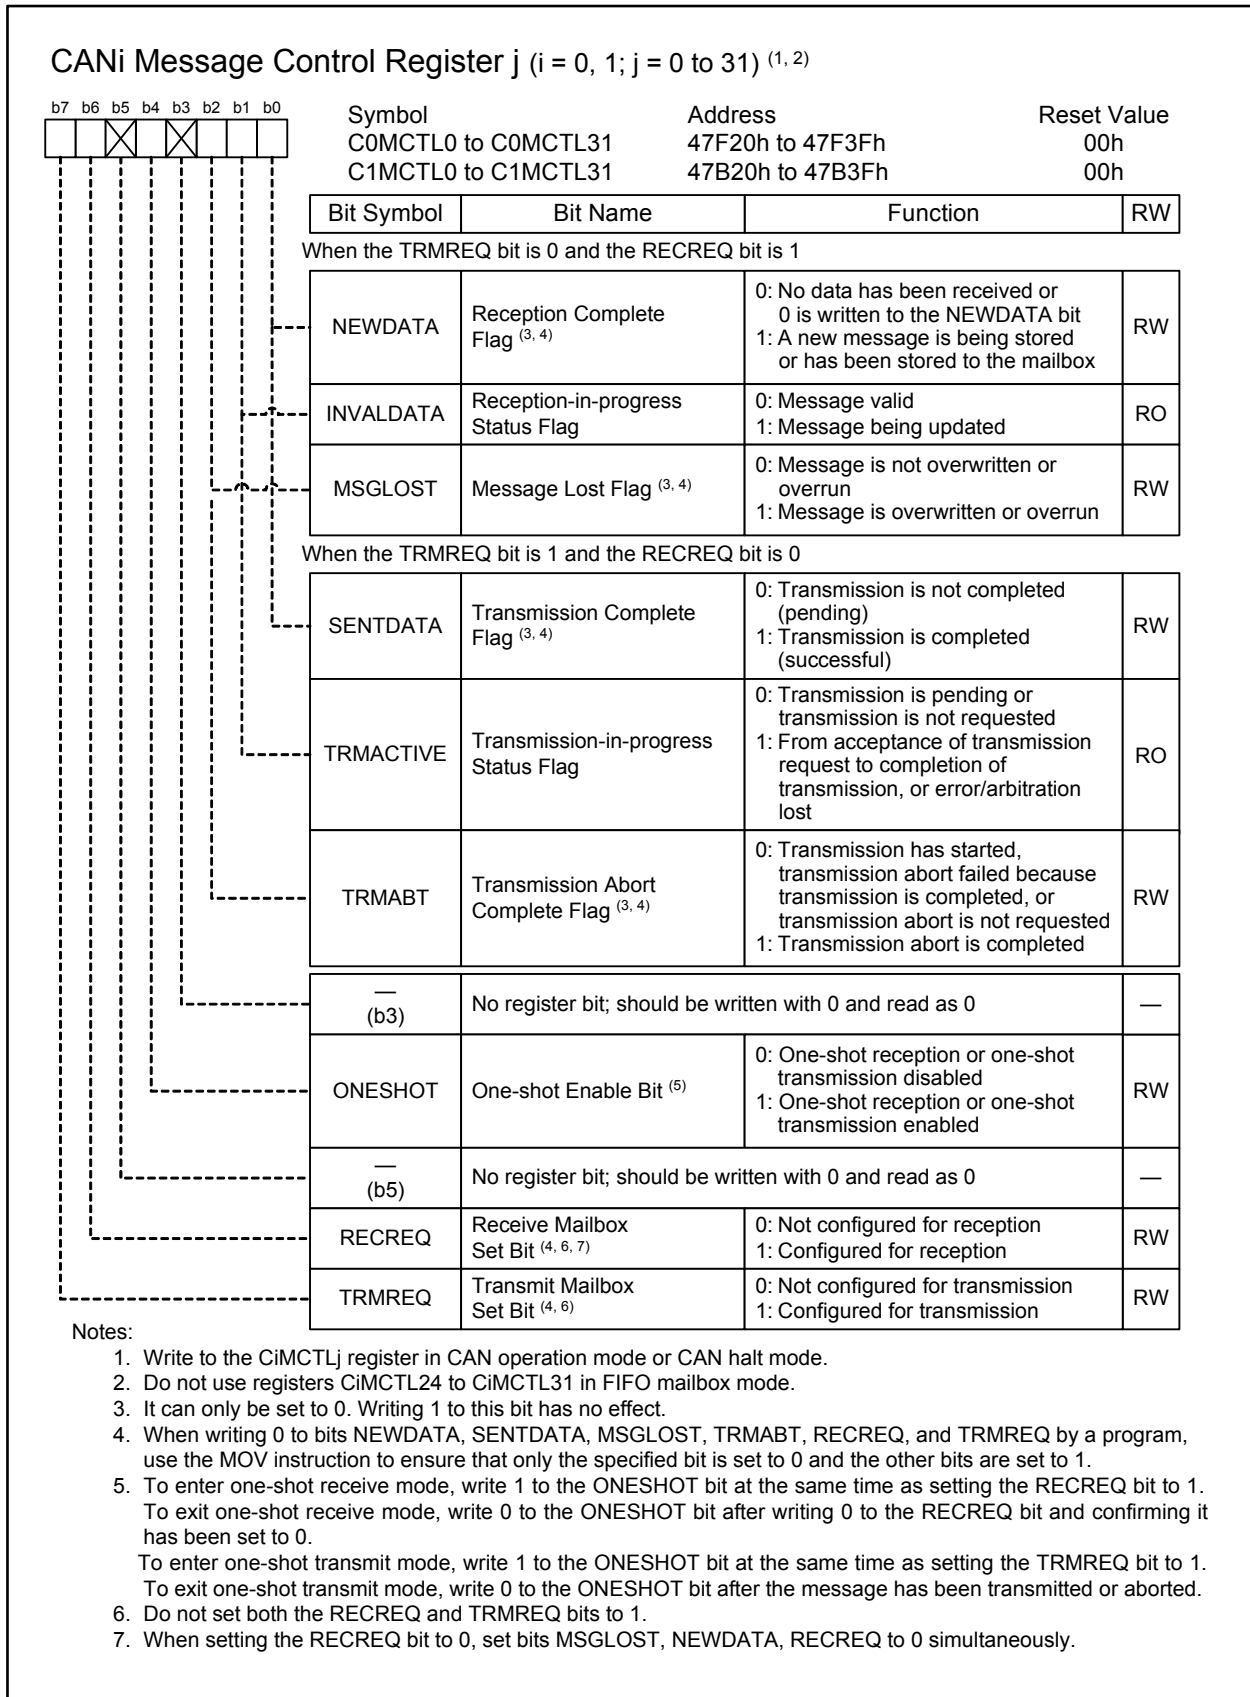 CANi Message Control Register j (i = 0, 1; j = 0 to 31) (1, 2)
b7 b6 b5 b4 b3 b2 b1 b0
Symbol Address Reset Value
C0MCTL0 to C0MCTL31 47F20h to 47F3Fh 00h
C1MCTL0 to C1MCTL31 47B20h to 47B3Fh 00h
Bit Symbol Bit Name Function RW
When the TRMREQ bit is 0 and the RECREQ bit is 1
NEWDATA
Reception Complete
Flag (3, 4)
0: No data has been received or
0 is written to the NEWDATA bit
1: A new message is being stored
or has been stored to the mailbox
RW
INVALDATA
Reception-in-progress
Status Flag
0: Message valid
1: Message being updated
RO
MSGLOST
Message Lost Flag (3, 4)
0: Message is not overwritten or
overrun
1: Message is overwritten or overrun
RW
When the TRMREQ bit is 1 and the RECREQ bit is 0
SENTDATA
Transmission Complete
Flag (3, 4)
0: Transmission is not completed
(pending)
1: Transmission is completed
(successful)
RW
TRMACTIVE
Transmission-in-progress
Status Flag
0: Transmission is pending or
transmission is not requested
1: From acceptance of transmission
request to completion of
transmission, or error/arbitration
lost
RO
TRMABT
Transmission Abort
Complete Flag (3, 4)
0: Transmission has started,
transmission abort failed because
transmission is completed, or
transmission abort is not requested
1: Transmission abort is completed
RW
—
(b3)
No register bit; should be written with 0 and read as 0
—
ONESHOT
One-shot Enable Bit (5)
0: One-shot reception or one-shot
transmission disabled
1: One-shot reception or one-shot
transmission enabled
RW
—
(b5)
No register bit; should be written with 0 and read as 0
—
RECREQ
Receive Mailbox
Set Bit (4, 6, 7)
0: Not configured for reception
1: Configured for reception
RW
TRMREQ
Transmit Mailbox
Set Bit (4, 6)
0: Not configured for transmission
1: Configured for transmission
RW
Notes:
1. Write to the CiMCTLj register in CAN operation mode or CAN halt mode.
2. Do not use registers CiMCTL24 to CiMCTL31 in FIFO mailbox mode.
3. It can only be set to 0. Writing 1 to this bit has no effect.
4. When writing 0 to bits NEWDATA, SENTDATA, MSGLOST, TRMABT, RECREQ, and TRMREQ by a program,
use the MOV instruction to ensure that only the specified bit is set to 0 and the other bits are set to 1.
5. To enter one-shot receive mode, write 1 to the ONESHOT bit at the same time as setting the RECREQ bit to 1.
To exit one-shot receive mode, write 0 to the ONESHOT bit after writing 0 to the RECREQ bit and confirming it
has been set to 0.
To enter one-shot transmit mode, write 1 to the ONESHOT bit at the same time as setting the TRMREQ bit to 1.
To exit one-shot transmit mode, write 0 to the ONESHOT bit after the message has been transmitted or aborted.
6. Do not set both the RECREQ and TRMREQ bits to 1.
7. When setting the RECREQ bit to 0, set bits MSGLOST, NEWDATA, RECREQ to 0 simultaneously.